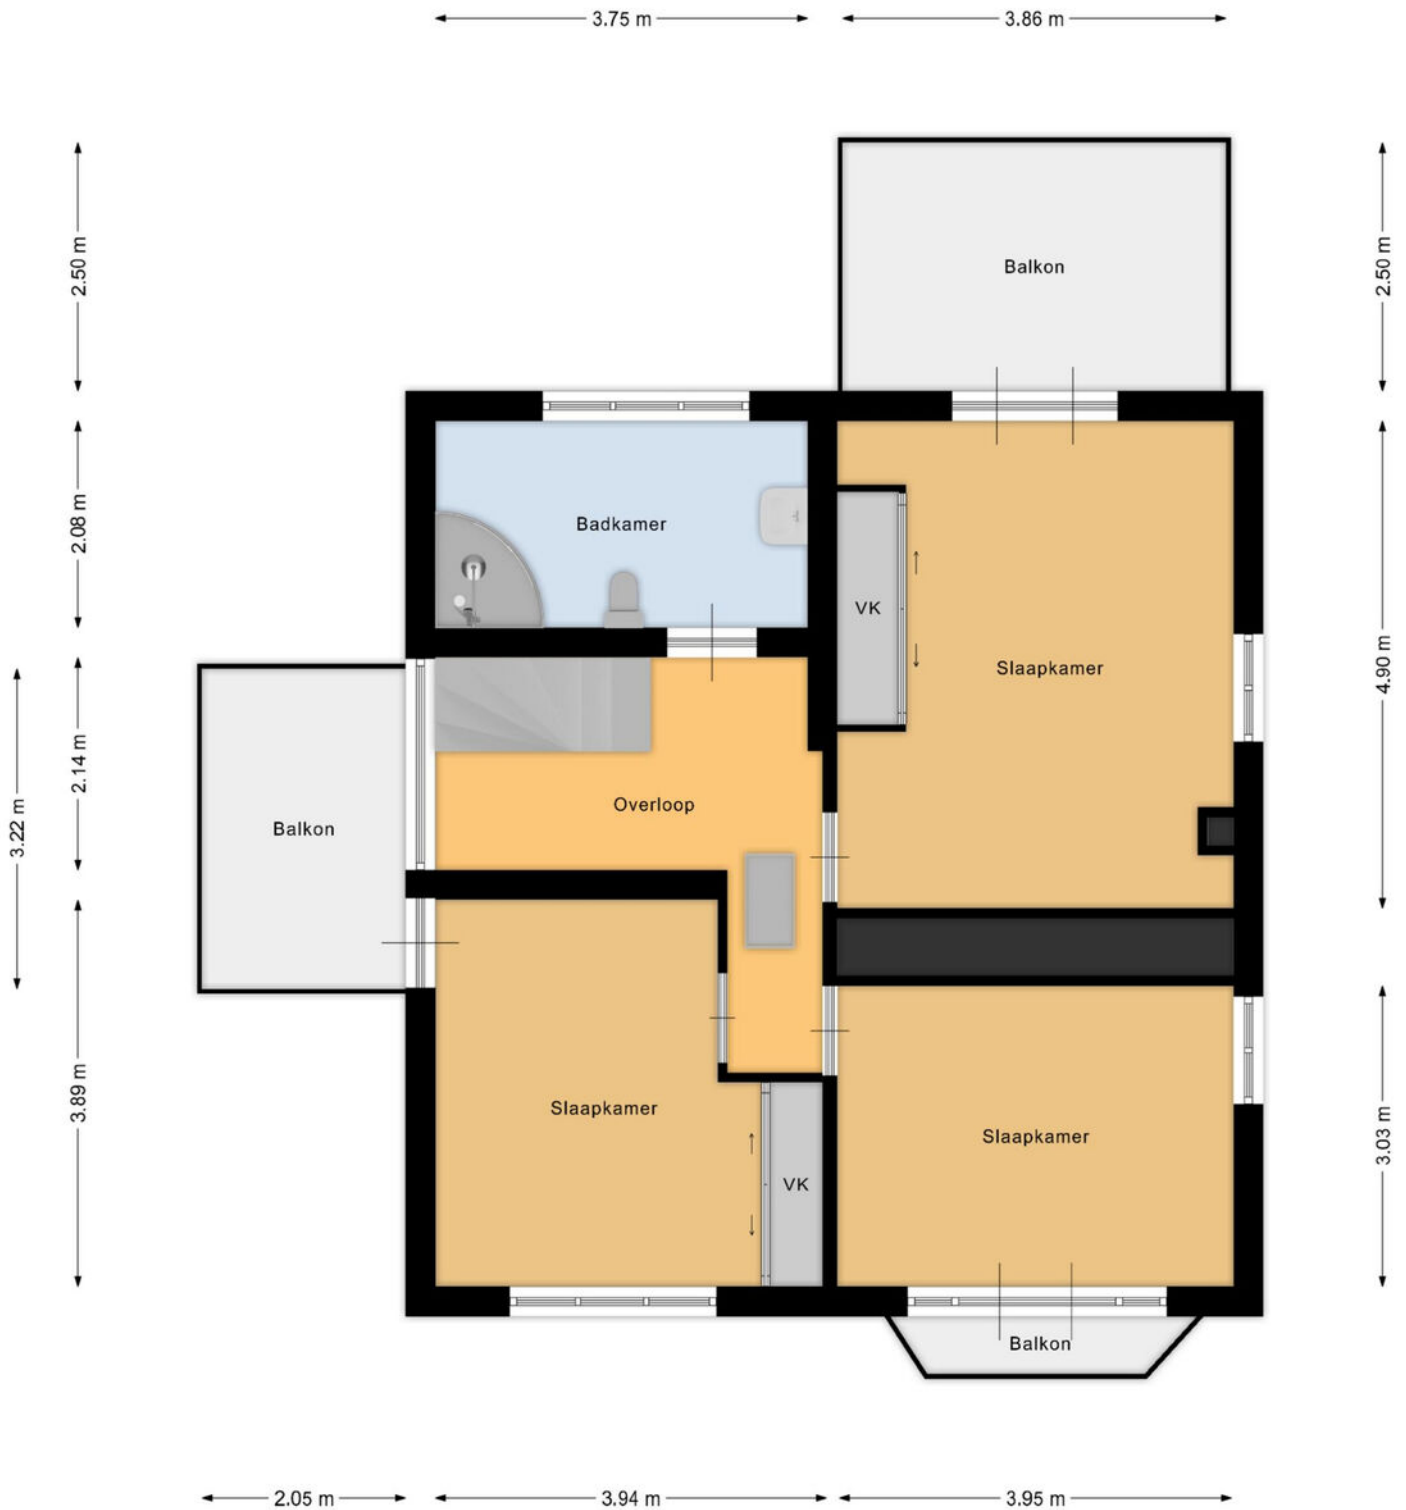 3.75 m
3.86 m
2.50 m
2.50 m
Balkon
2.08 m
Badkamer
VK
Slaapkamer
4.90 m
2.14 m
3.22 m
Balkon
Overloop
3.89 m
Slaapkamer
VK
Slaapkamer
3.03 m
Balkon
2.05 m
3.94 m
3.95 m